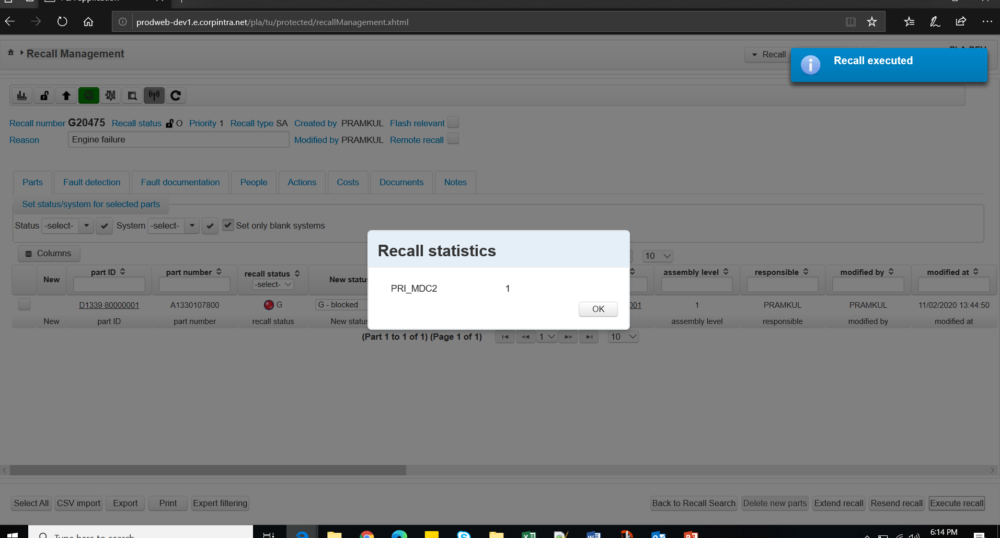 prodweb-dev1.e.corpintra.net/pla/tu/protected/recallManagement.xhtml
Recall Management
Recall
Recall executed
Recall number G20475 Recall status O Priority 1 Recall type SA Created by PRAMKUL Flash relevant
Reason Engine failure Modified by PRAMKUL Remote recall
Parts Fault detection Fault documentation People Actions Costs Documents Notes
Set status/system for selected parts
Status -select- System -select- Set only blank systems
Recall statistics
PRI_MDC2 1
OK
Columns 10
New part ID part number recall status New statu assembly level responsible modified by modified at
-select-
D1339 80000001 A1330107800 G G - blocked 001 1 PRAMKUL PRAMKUL 11/02/2020 13:44:50
New part ID part number recall status New statu assembly level responsible modified by modified at
(Part 1 to 1 of 1) (Page 1 of 1) 1 10
Select All CSV import Export Print Expert filtering Back to Recall Search Delete new parts Extend recall Resend recall Execute recall
Type here to search
6:14 PM